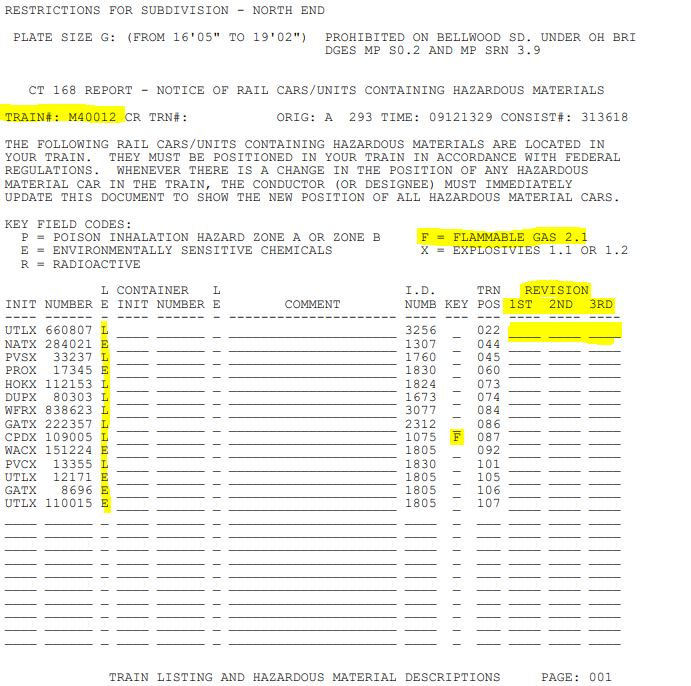 RESTRICTIONS FOR SUBDIVISION - NORTH END
PLATE SIZE G: (FROM 16'05" TO 19'02") PROHIBITED ON BELLWOOD SD. UNDER OH BRI
DGES MP S0.2 AND MP SRN 3.9
CT 168 REPORT - NOTICE OF RAIL CARS/UNITS CONTAINING HAZARDOUS MATERIALS
TRAIN#: M40012 CR TRN#: ORIG: A 293 TIME: 09121329 CONSIST#: 313618
THE FOLLOWING RAIL CARS/UNITS CONTAINING HAZARDOUS MATERIALS ARE LOCATED IN
YOUR TRAIN. THEY MUST BE POSITIONED IN YOUR TRAIN IN ACCORDANCE WITH FEDERAL
REGULATIONS. WHENEVER THERE IS A CHANGE IN THE POSITION OF ANY HAZARDOUS
MATERIAL CAR IN THE TRAIN, THE CONDUCTOR (OR DESIGNEE) MUST IMMEDIATELY
UPDATE THIS DOCUMENT TO SHOW THE NEW POSITION OF ALL HAZARDOUS MATERIAL CARS.
KEY FIELD CODES:
P = POISON INHALATION HAZARD ZONE A OR ZONE B F = FLAMMABLE GAS 2.1
E = ENVIRONMENTALLY SENSITIVE CHEMICALS X = EXPLOSIVIES 1.1 OR 1.2
R = RADIOACTIVE
L CONTAINER L I.D. TRN REVISION
INIT NUMBER E INIT NUMBER E COMMENT NUMB KEY POS 1ST 2ND 3RD
UTLX 660807 L 3256 022
NATX 284021 E 1307 044
PVSX 33237 L 1760 045
PROX 17345 E 1830 060
HOKX 112153 L 1824 073
DUPX 80303 L 1673 074
WFRX 838623 L 3077 084
GATX 222357 L 2312 086
CPDX 109005 L 1075 F 087
WACX 151224 E 1805 092
PVCX 13355 L 1830 101
UTLX 12171 E 1805 105
GATX 8696 E 1805 106
UTLX 110015 E 1805 107
TRAIN LISTING AND HAZARDOUS MATERIAL DESCRIPTIONS PAGE: 001